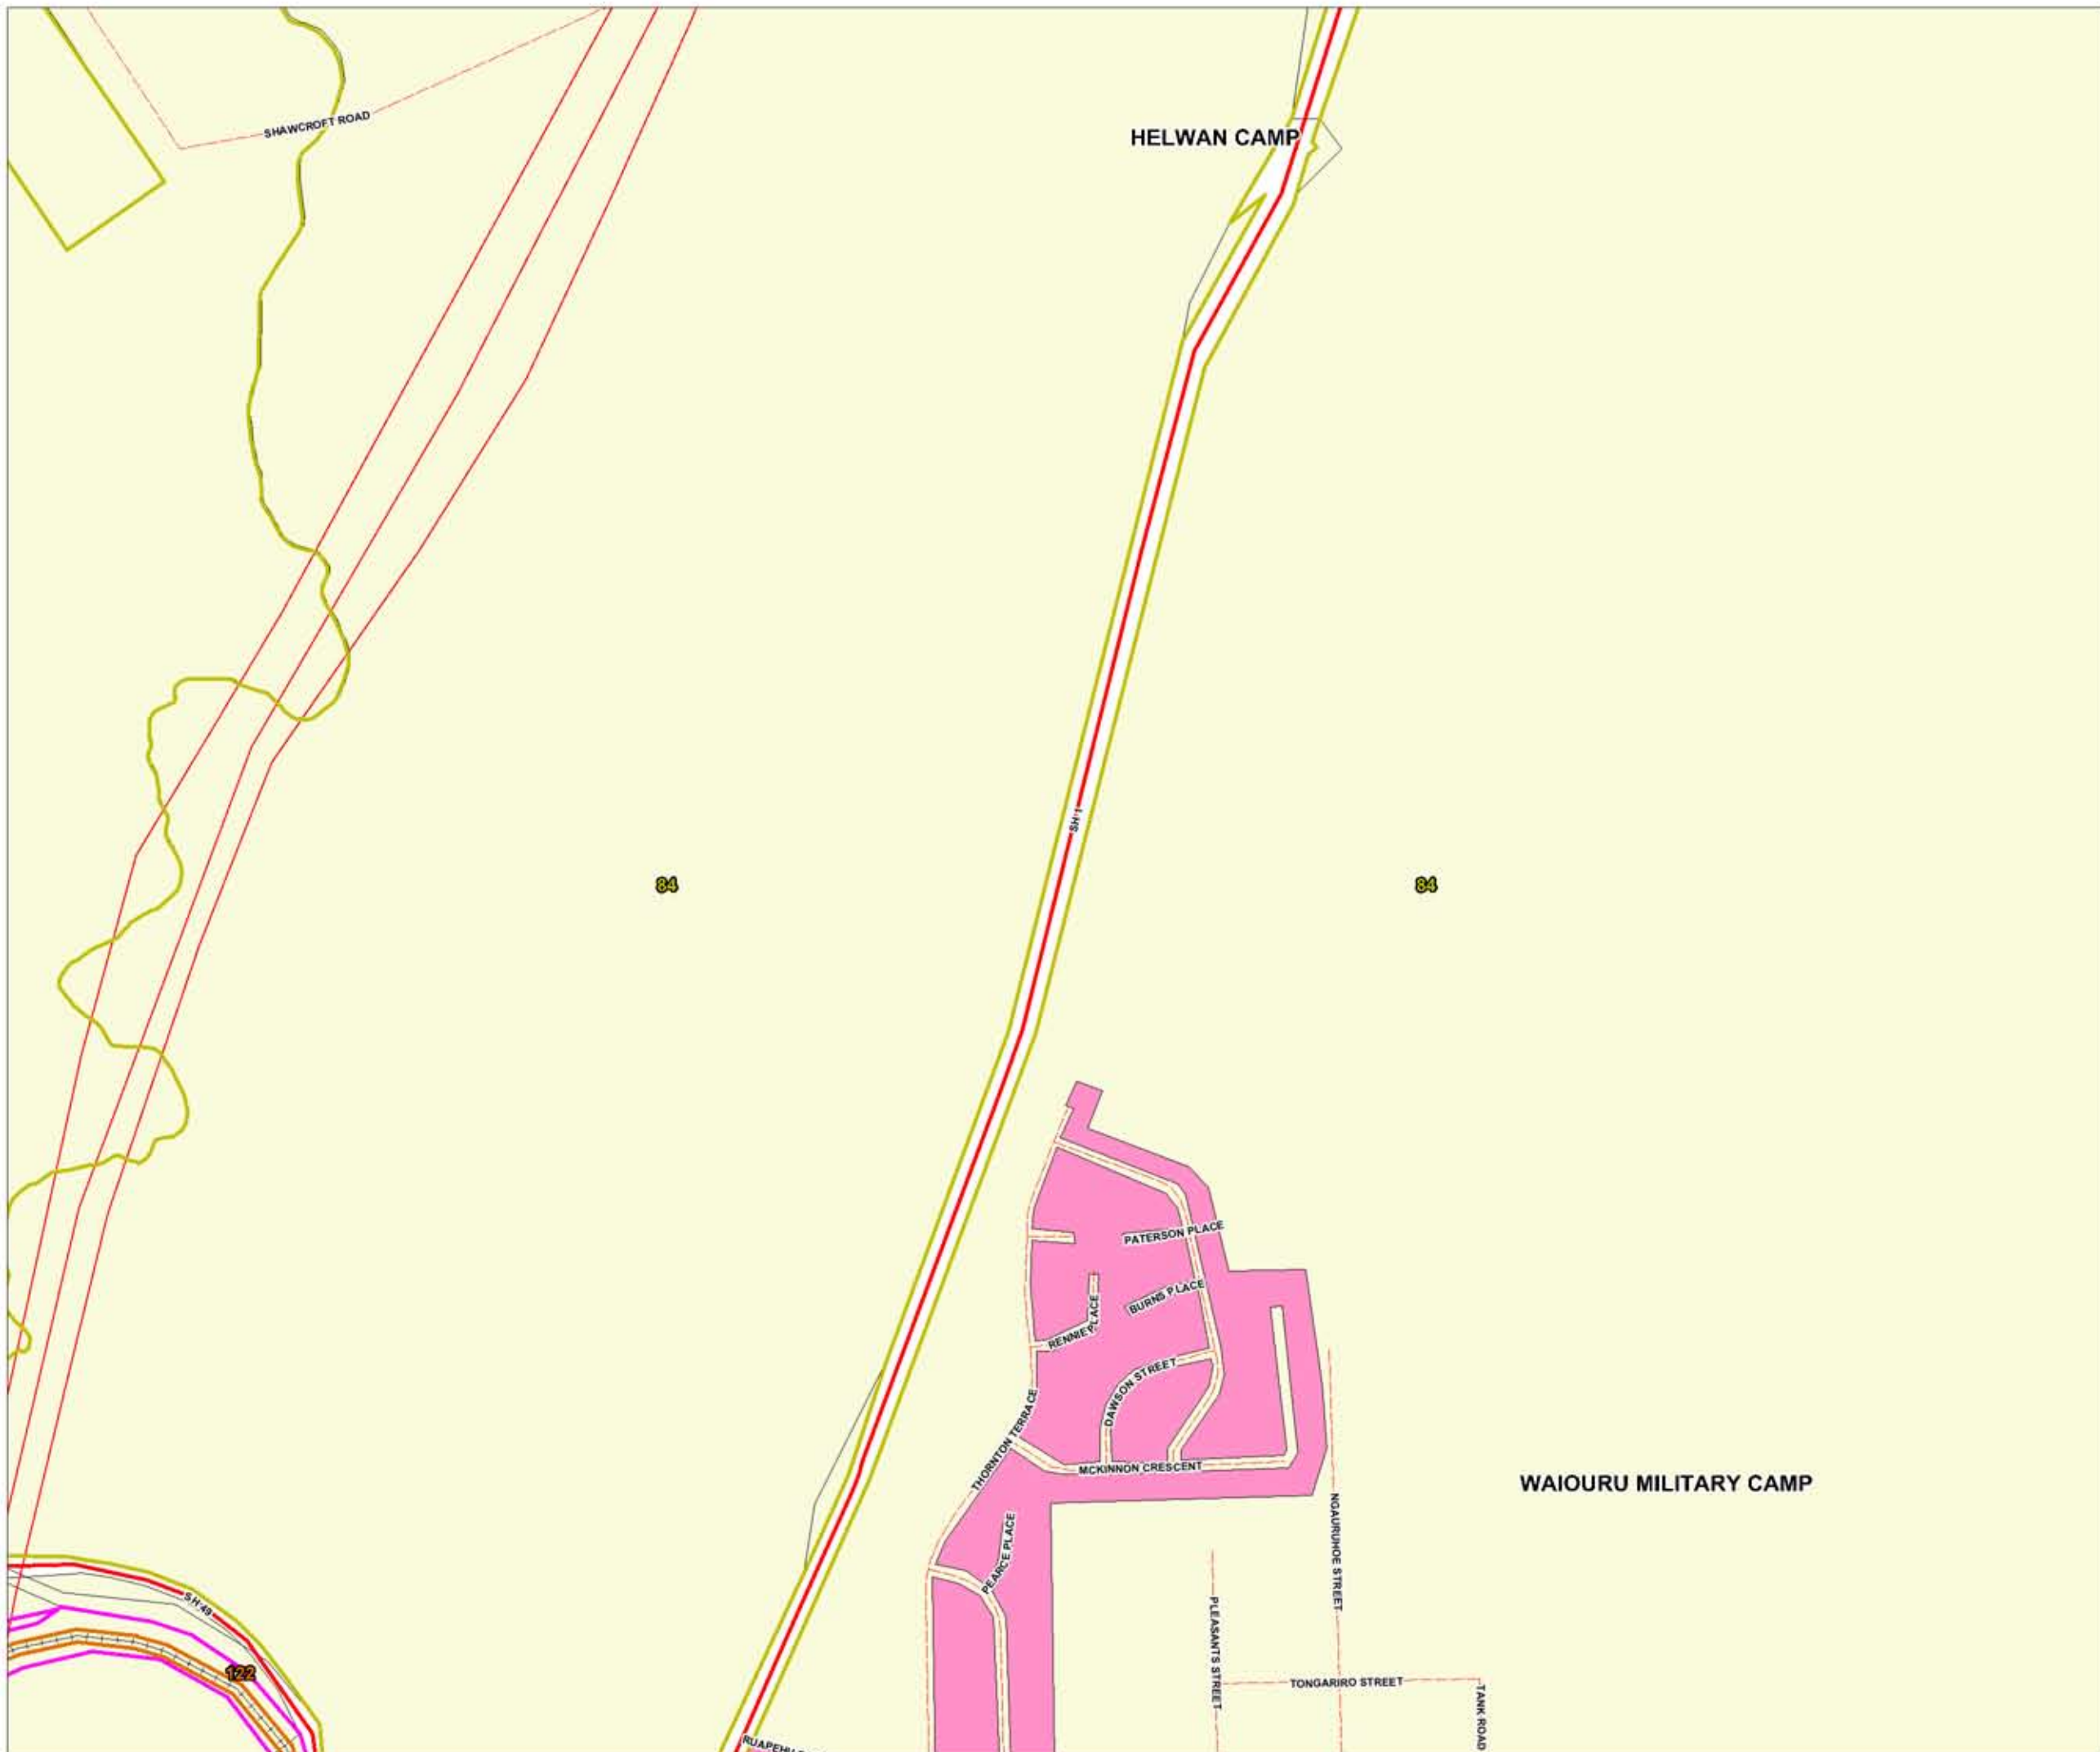 SHAWCROFT ROAD
HELWAN CAMP
SH 1
84
84
PATERSON PLACE
BURNS PLACE
RENNIE PLACE
DAWSON STREET
THORNTON TERRACE
MCKINNON CRESCENT
WAIOURU MILITARY CAMP
NGAURUHOE STREET
PEARCE PLACE
SH 49
PLEASANTS STREET
122
TONGARIRO STREET
TANK ROAD